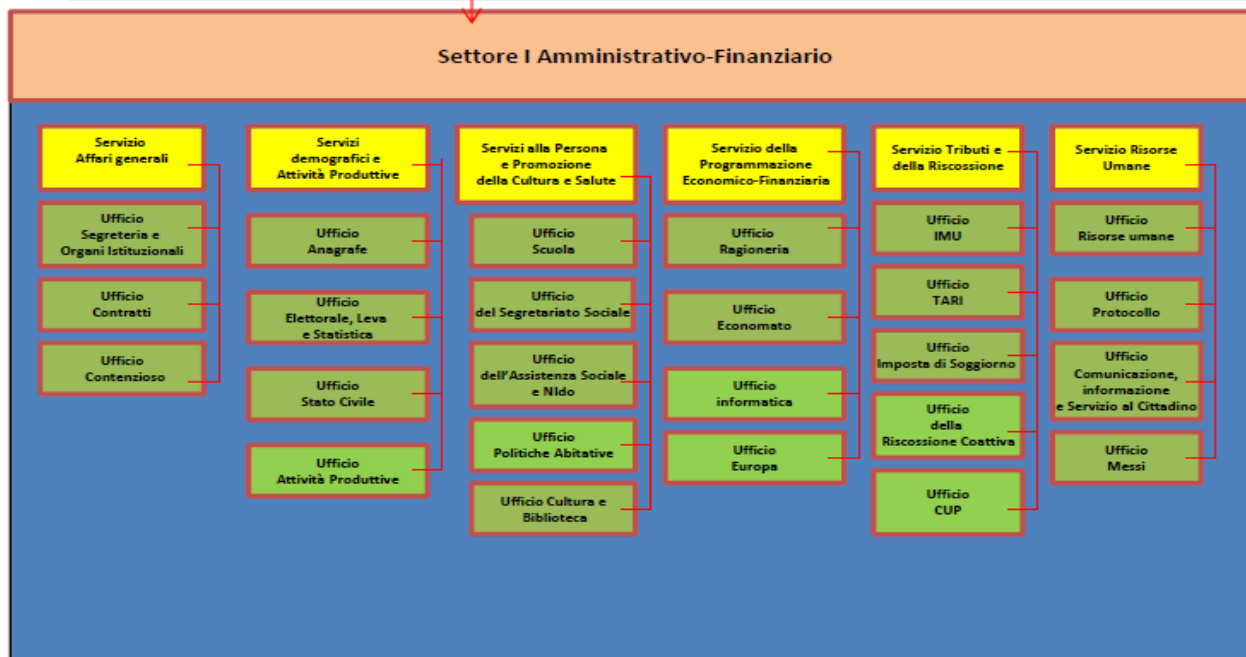 Settore I Amministrativo-Finanziario
Servizio
Affari generali
Ufficio
Segreteria e
Organi Istituzionali
Ufficio
Contratti
Ufficio
Contenzioso
Servizi
demografici e
Attività Produttive
Ufficio
Anagrafe
Ufficio
Elettorale, Leva
e Statistica
Ufficio
Stato Civile
Ufficio
Attività Produttive
Servizi alla Persona
e Promozione
della Cultura e Salute
Ufficio
Scuola
Ufficio
del Segretariato Sociale
Ufficio
dell'Assistenza Sociale
e NIdo
Ufficio
Politiche Abitative
Ufficio Cultura e
Biblioteca
Servizio della
Programmazione
Economico-Finanziaria
Ufficio
Ragioneria
Ufficio
Economato
Ufficio
informatica
Ufficio
Europa
Servizio Tributi e
della Riscossione
Ufficio
IMU
Ufficio
TARI
Ufficio
Imposta di Soggiorno
Ufficio
della
Riscossione Coattiva
Ufficio
CUP
Servizio Risorse
Umane
Ufficio
Risorse umane
Ufficio
Protocollo
Ufficio
Comunicazione,
informazione
e Servizio al Cittadino
Ufficio
Messi